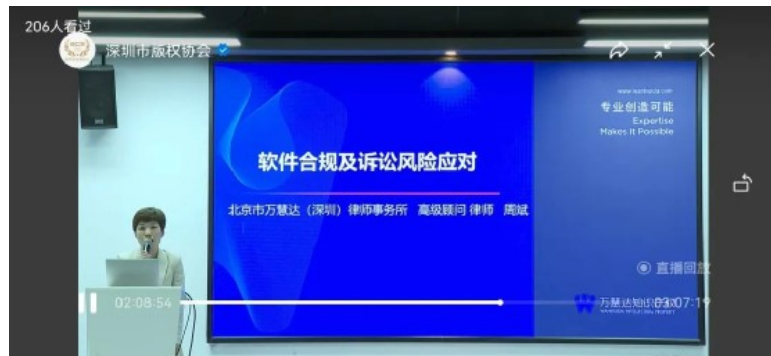 206人看过
深圳市版权协会
专业创造可能
Expertise
Makes It Possible
软件合规及诉讼风险应对
北京市万慧达（深圳）律师事务所 高级顾问 律师 周斌
直播回放
02:08:54
03:07:19
万慧达知识产权